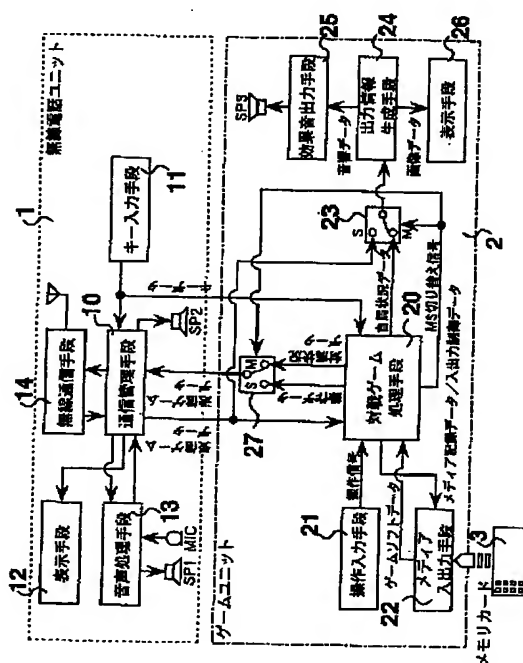 1
無線電話ユニット
14
無線通信手段
10
通信管理手段
キー入力手段
11
キーデータ
SP2
12
表示手段
音声処理手段
13
SP1
MIC
ゲームユニット
27
S
M
対戦ゲーム
処理手段
20
操作入力手段
21
操作信号
ゲームソフトデータ
メディア
入出力手段
22
メディア記録データ/入出力制御データ
メモリカード
3
23
S
M
当局状況データ
MS切り替え信号
SP3
効果音出力手段
25
音響データ
出力情報
生成手段
24
画像データ
表示手段
26
2